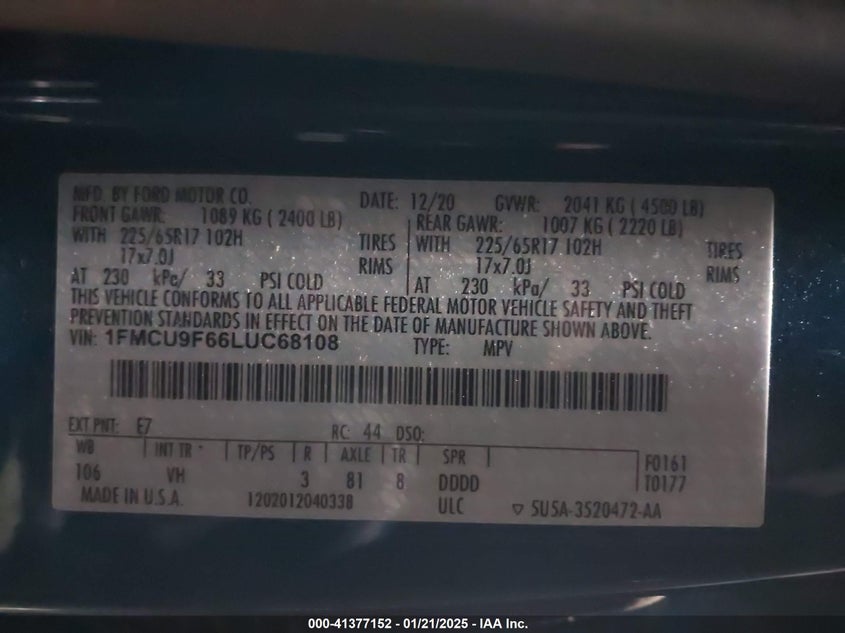 MFD. BY FORD MOTOR CO. DATE: 12/20 GVWR: 2041 KG ( 4500 LB)
FRONT GAWR: 1089 KG ( 2400 LB) REAR GAWR: 1007 KG ( 2220 LB)
WITH 225/65R17 102H TIRES WITH 225/65R17 102H TIRES
17x7.0J RIMS 17x7.0J RIMS
AT 230 kPa/ 33 PSI COLD AT 230 kPa/ 33 PSI COLD
THIS VEHICLE CONFORMS TO ALL APPLICABLE FEDERAL MOTOR VEHICLE SAFETY AND THEFT
PREVENTION STANDARDS IN EFFECT ON THE DATE OF MANUFACTURE SHOWN ABOVE.
VIN: 1FMCU9F66LUC68108 TYPE: MPV
EXT PNT: E7 RC: 44 DSO:
WB INT TR TP/PS R AXLE TR SPR F0161
106 VH 3 81 8 DDDD T0177
MADE IN U.S.A. 1202012040338 ULC ▽ SU5A-3520472-AA
000-41377152 - 01/21/2025 - IAA Inc.